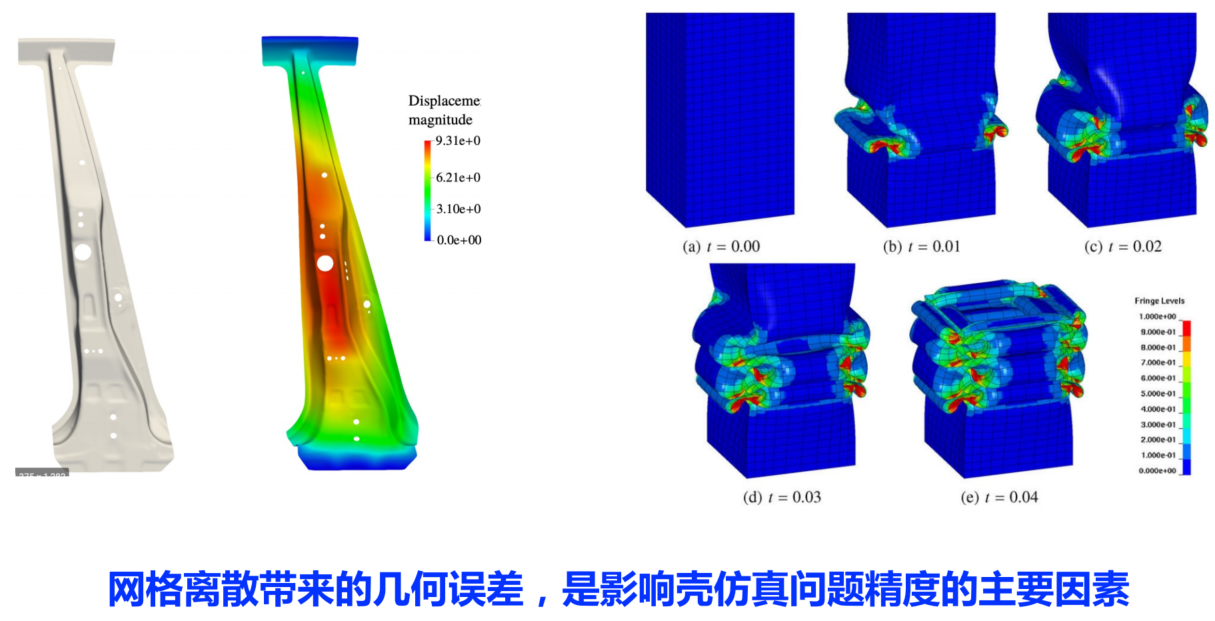 Displaceme
magnitude
9.31e+0
6.21e+0
3.10e+0
0.0e+00
(a) t = 0.00
(b) t = 0.01
(c) t = 0.02
(d) t = 0.03
(e) t = 0.04
Fringe Levels
1.000e+00
9.000e-01
8.000e-01
7.000e-01
6.000e-01
5.000e-01
4.000e-01
3.000e-01
2.000e-01
1.000e-01
0.000e+00
网格离散带来的几何误差，是影响壳仿真问题精度的主要因素